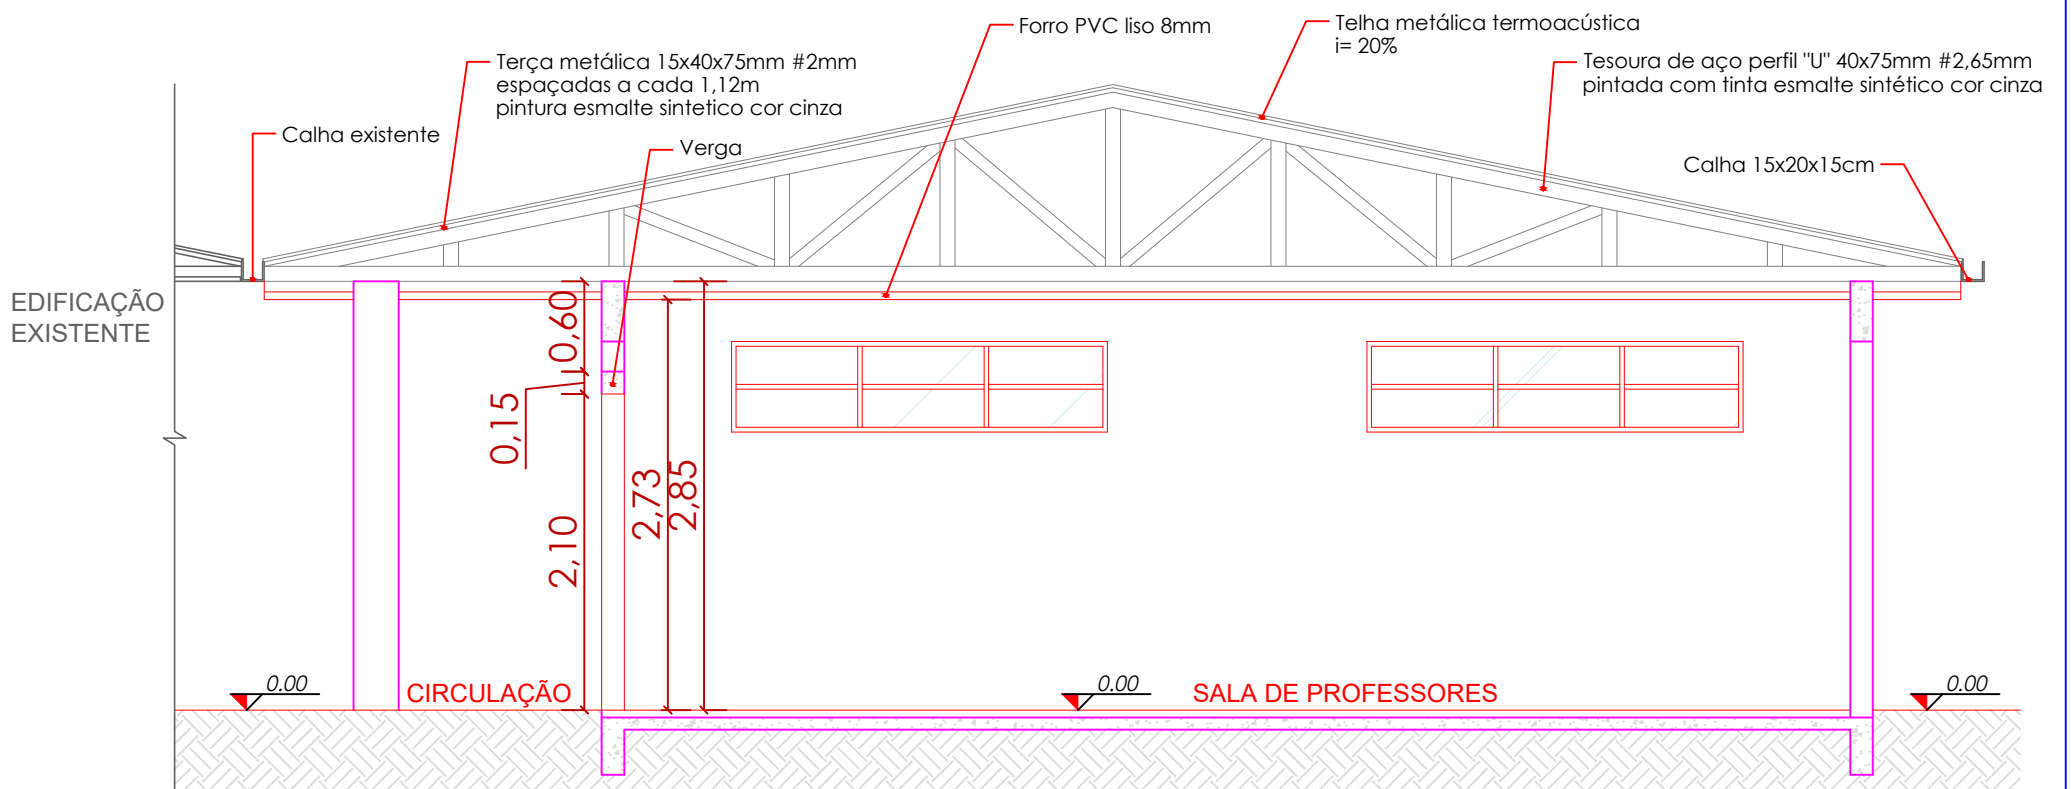 Forro PVC liso 8mm
Telha metálica termoacústica
i= 20%
Terça metálica 15x40x75mm #2mm
espaçadas a cada 1,12m
pintura esmalte sintetico cor cinza
Tesoura de aço perfil "U" 40x75mm #2,65mm
pintada com tinta esmalte sintético cor cinza
Calha existente
Verga
Calha 15x20x15cm
EDIFICAÇÃO
EXISTENTE
0,60
0,15
2,10
2,73
2,85
0.00
CIRCULAÇÃO
0.00
SALA DE PROFESSORES
0.00